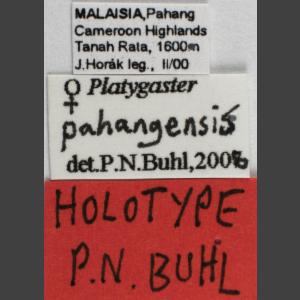 MALAISIA,Pahang
Cameroon Highlands
Tanah Rata, 1600m
J.Horák leg., II/00
♀ Platygaster
pahangensis
det.P.N.Buhl,2006
HOLOTYPE
P.N. BUHL